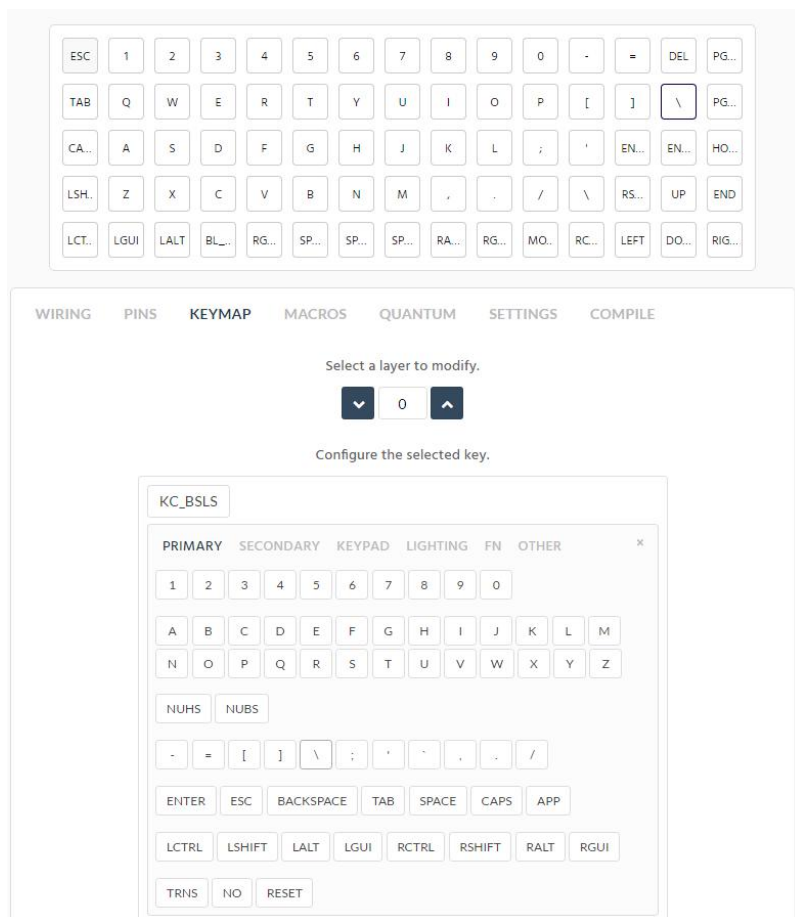 ESC 1 2 3 4 5 6 7 8 9 0 - = DEL PG...
TAB Q W E R T Y U I O P [ ] \ PG...
CA... A S D F G H J K L ; ' EN... EN... HO...
LSH.. Z X C V B N M , . / \ RS... UP END
LCT.. LGUI LALT BL_.. RG... SP... SP... SP... RA... RG... MO.. RC... LEFT DO... RIG...
WIRING PINS KEYMAP MACROS QUANTUM SETTINGS COMPILE
Select a layer to modify.
0
Configure the selected key.
KC_BSLS
PRIMARY SECONDARY KEYPAD LIGHTING FN OTHER ×
1 2 3 4 5 6 7 8 9 0
A B C D E F G H I J K L M
N O P Q R S T U V W X Y Z
NUHS NUBS
- = [ ] \ ; ' ` , . /
ENTER ESC BACKSPACE TAB SPACE CAPS APP
LCTRL LSHIFT LALT LGUI RCTRL RSHIFT RALT RGUI
TRNS NO RESET